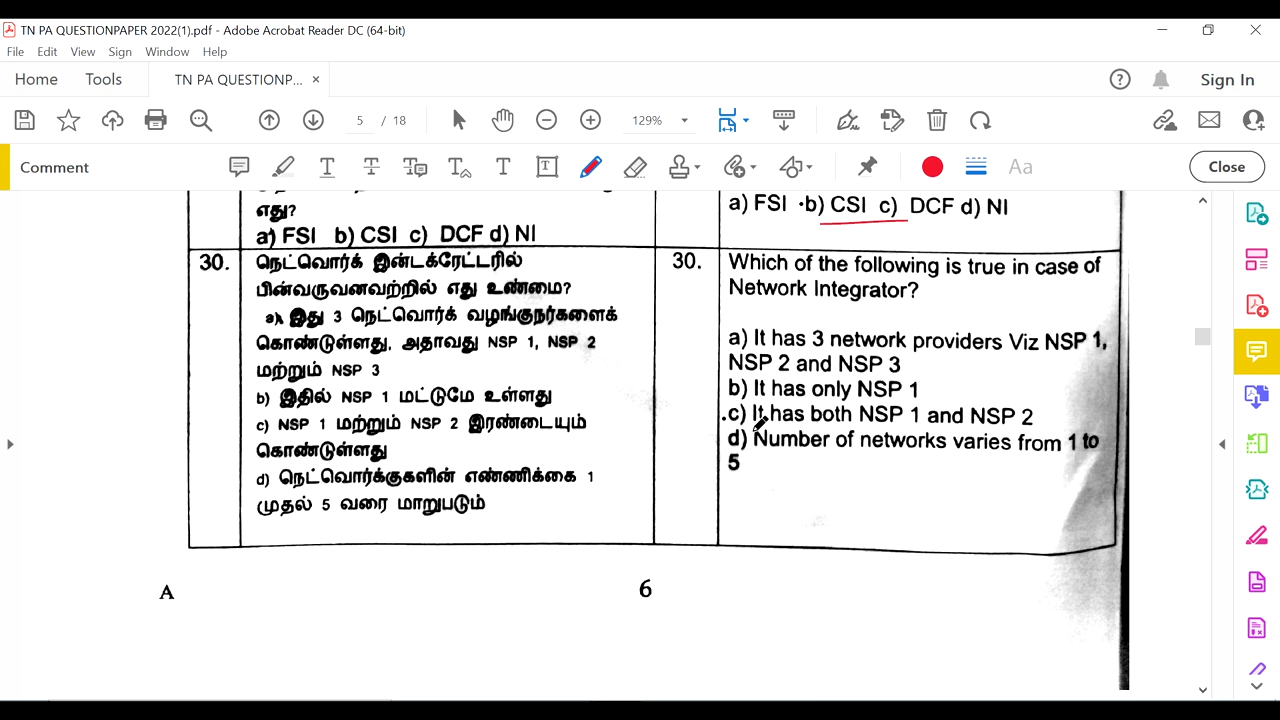 TN PA QUESTIONPAPER 2022(1).pdf - Adobe Acrobat Reader DC (64-bit)
File Edit View Sign Window Help
Home Tools TN PA QUESTIONP... × Sign In
5 / 18 129%
Comment Aa Close
எது?
a) FSI b) CSI c) DCF d) NI
a) FSI b) CSI c) DCF d) NI
30. நெட்வொர்க் இன்டக்ரேட்டரில்
பின்வருவனவற்றில் எது உண்மை?
a) இது 3 நெட்வொர்க் வழங்குநர்களைக்
கொண்டுள்ளது, அதாவது NSP 1, NSP 2
மற்றும் NSP 3
b) இதில் NSP 1 மட்டுமே உள்ளது
c) NSP 1 மற்றும் NSP 2 இரண்டையும்
கொண்டுள்ளது
d) நெட்வொர்க்குகளின் எண்ணிக்கை 1
முதல் 5 வரை மாறுபடும்
30. Which of the following is true in case of
Network Integrator?
a) It has 3 network providers Viz NSP 1,
NSP 2 and NSP 3
b) It has only NSP 1
c) It has both NSP 1 and NSP 2
d) Number of networks varies from 1 to
5
A 6